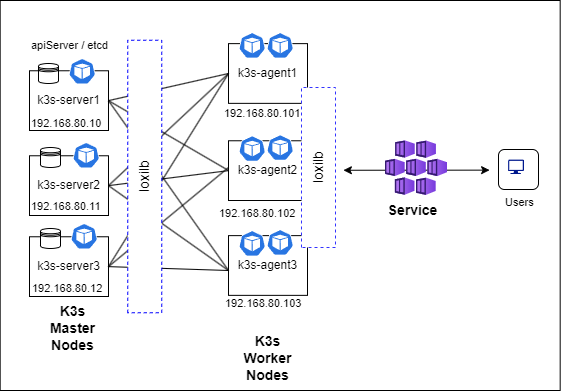 apiServer / etcd
k3s-server1
192.168.80.10
k3s-server2
192.168.80.11
k3s-server3
192.168.80.12
K3s
Master
Nodes
loxilb
k3s-agent1
192.168.80.101
k3s-agent2
192.168.80.102
k3s-agent3
192.168.80.103
K3s
Worker
Nodes
loxilb
Service
Users